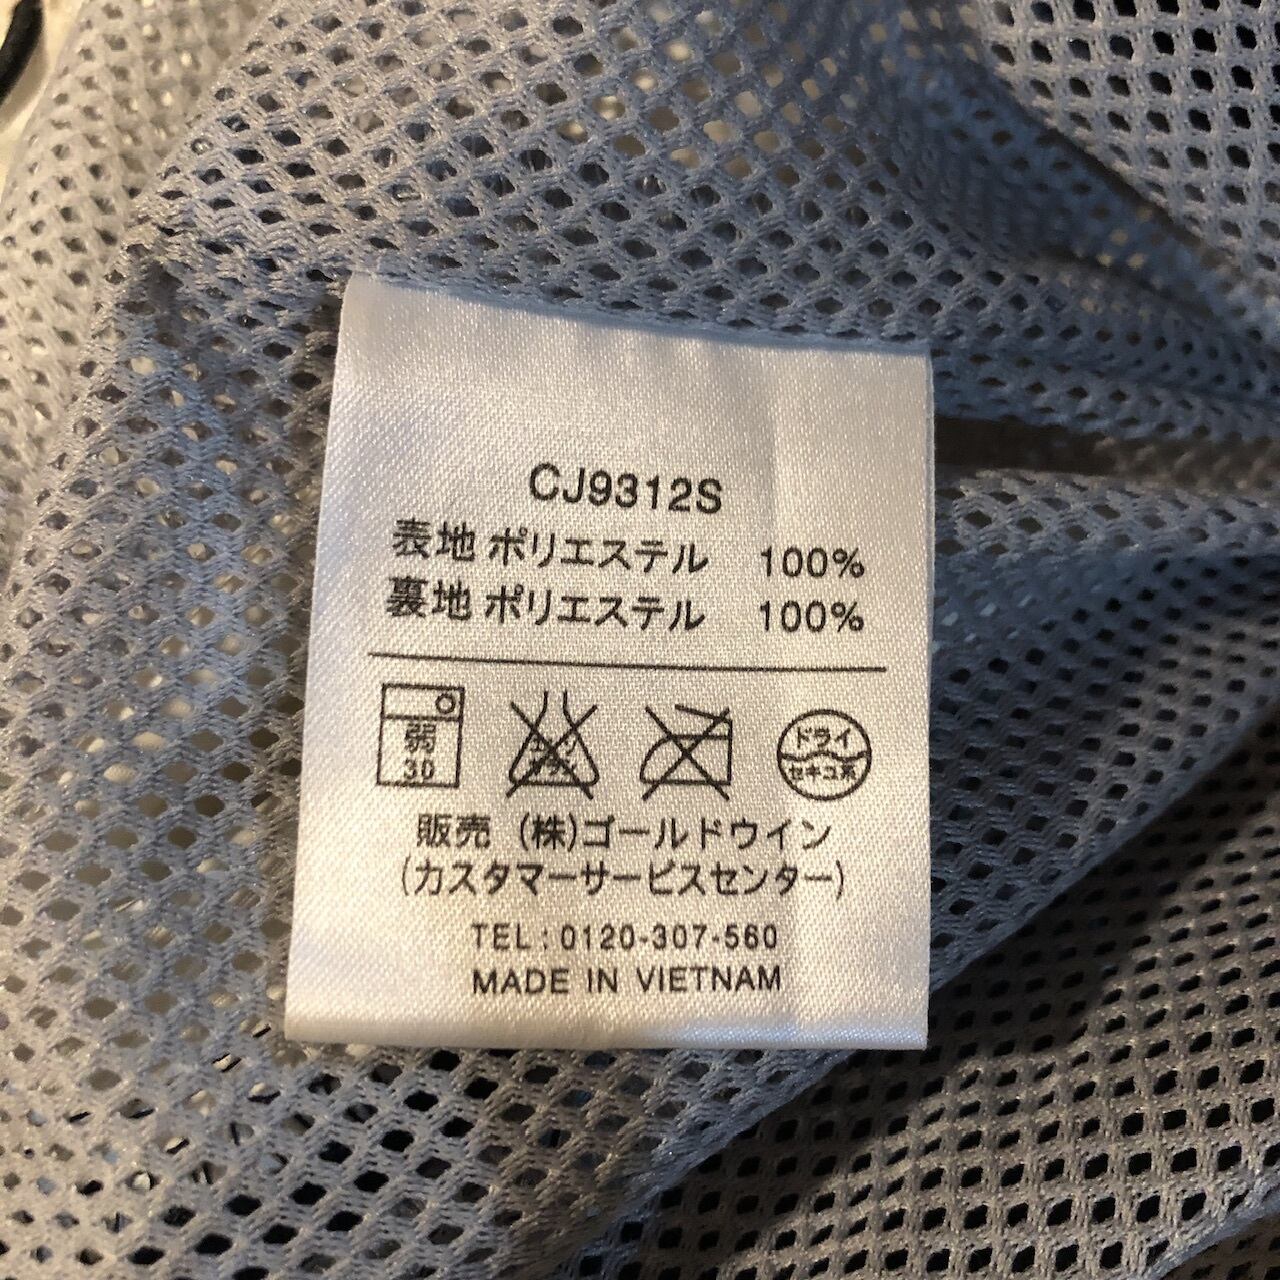 CJ9312S
表地 ポリエステル 100%
裏地 ポリエステル 100%
弱
30
ドライ
セキユ系
販売 (株)ゴールドウイン
(カスタマーサービスセンター)
TEL:0120-307-560
MADE IN VIETNAM